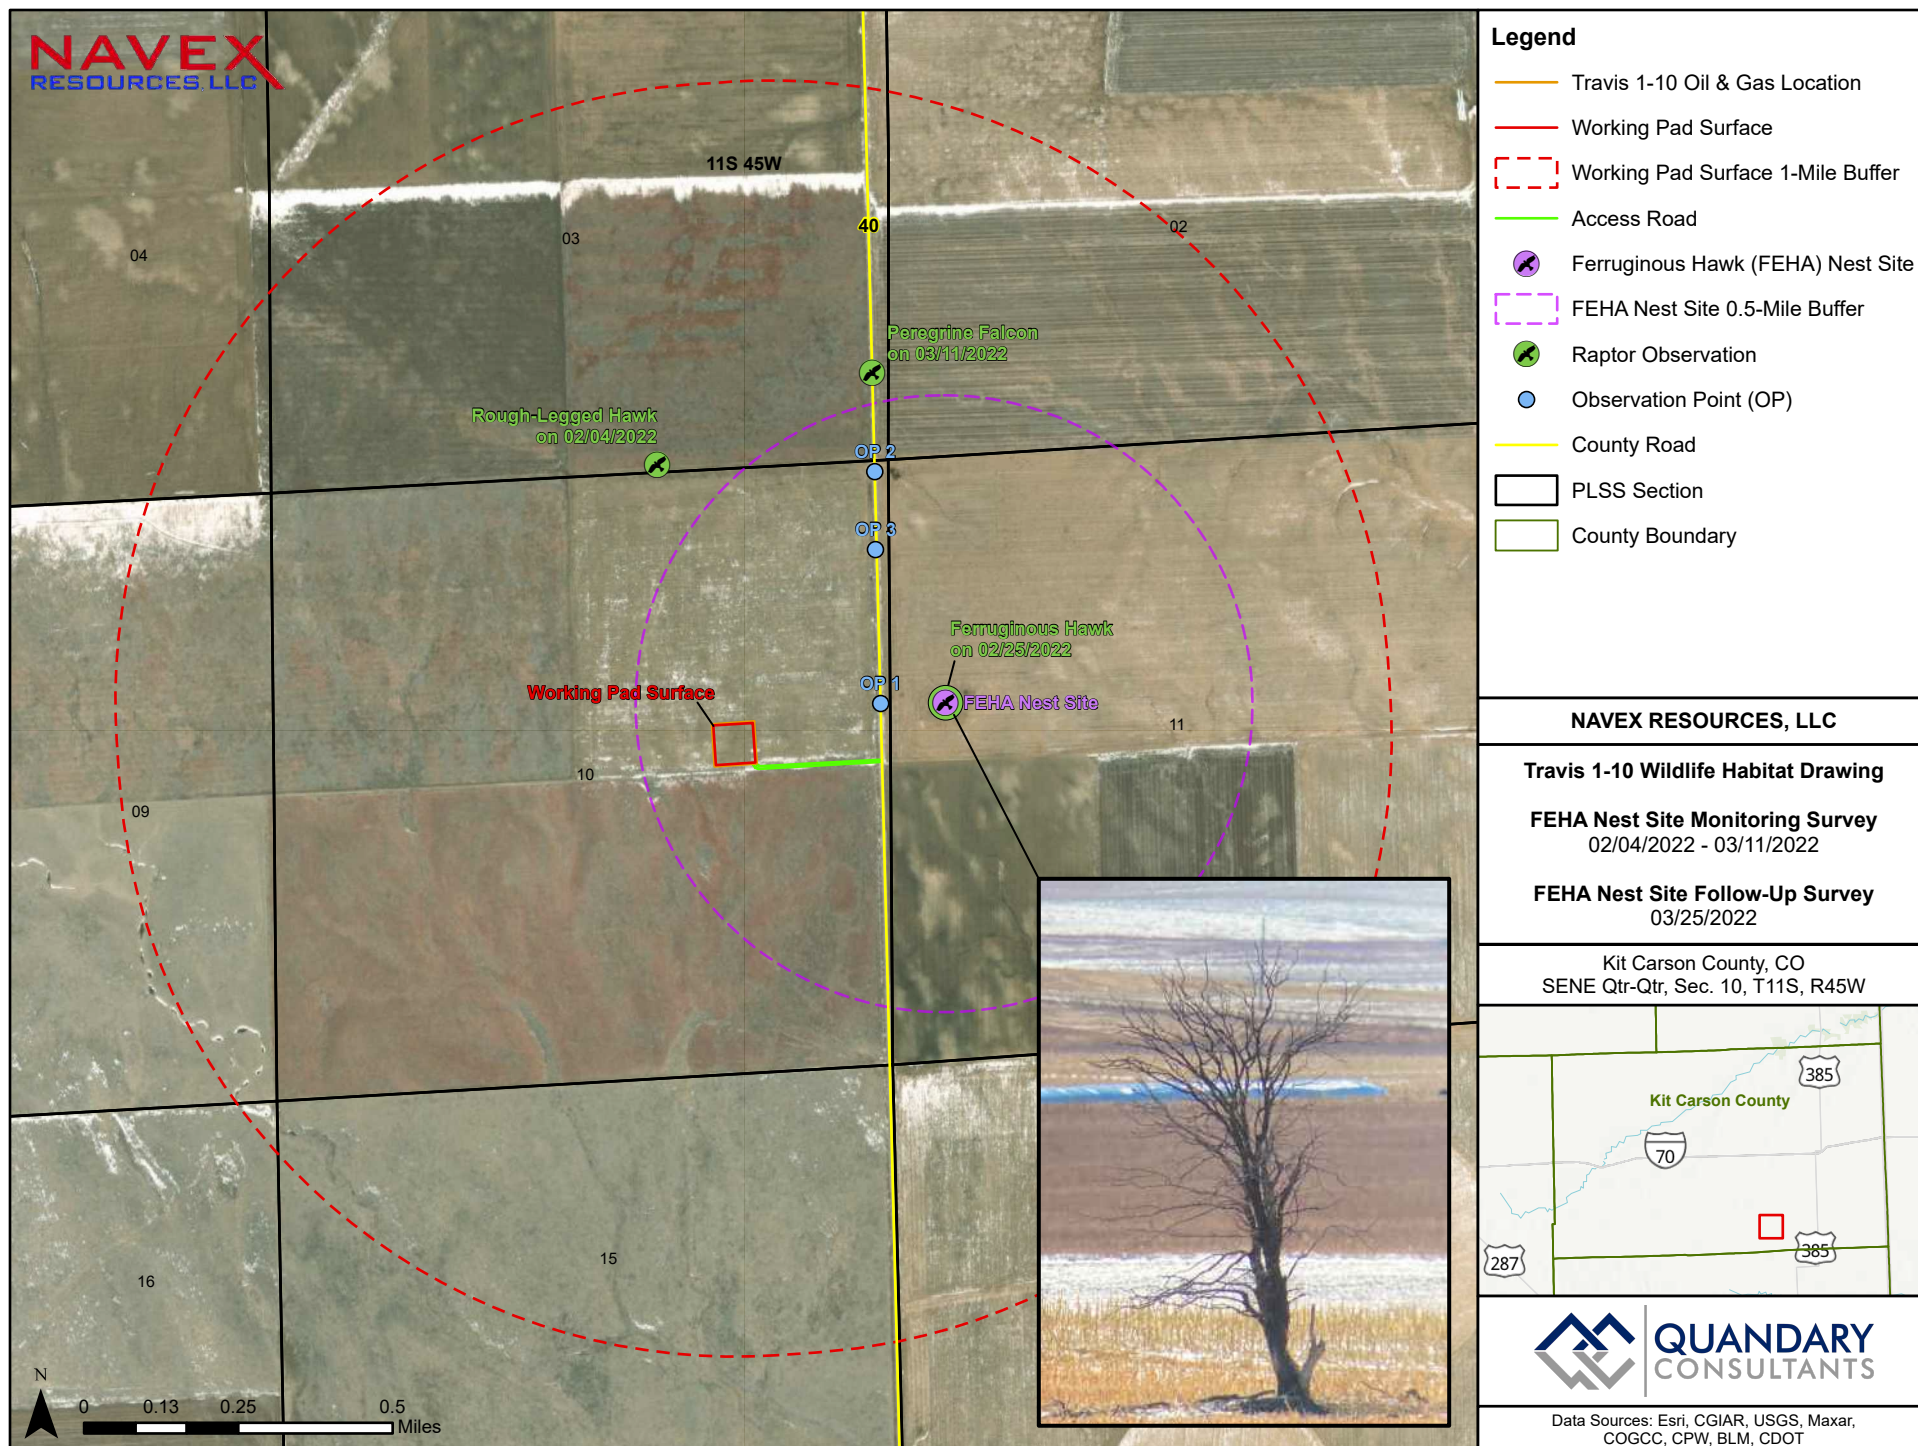 NAVEX
RESOURCES. LLC
11S 45W
40
04
03
02
Peregrine Falcon
on 03/11/2022
Rough-Legged Hawk
on 02/04/2022
OP 2
OP 3
Ferruginous Hawk
on 02/25/2022
OP 1
FEHA Nest Site
Working Pad Surface
11
10
09
15
16
N
0 0.13 0.25 0.5
Miles
Legend
Travis 1-10 Oil & Gas Location
Working Pad Surface
Working Pad Surface 1-Mile Buffer
Access Road
Ferruginous Hawk (FEHA) Nest Site
FEHA Nest Site 0.5-Mile Buffer
Raptor Observation
Observation Point (OP)
County Road
PLSS Section
County Boundary
NAVEX RESOURCES, LLC
Travis 1-10 Wildlife Habitat Drawing
FEHA Nest Site Monitoring Survey
02/04/2022 - 03/11/2022
FEHA Nest Site Follow-Up Survey
03/25/2022
Kit Carson County, CO
SENE Qtr-Qtr, Sec. 10, T11S, R45W
385
Kit Carson County
70
385
287
QUANDARY
CONSULTANTS
Data Sources: Esri, CGIAR, USGS, Maxar,
COGCC, CPW, BLM, CDOT